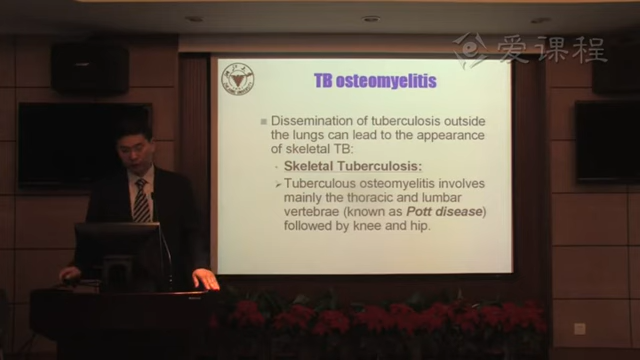 爱课程
TB osteomyelitis
Dissemination of tuberculosis outside
the lungs can lead to the appearance
of skeletal TB:
Skeletal Tuberculosis:
Tuberculous osteomyelitis involves
mainly the thoracic and lumbar
vertebrae (known as Pott disease)
followed by knee and hip.